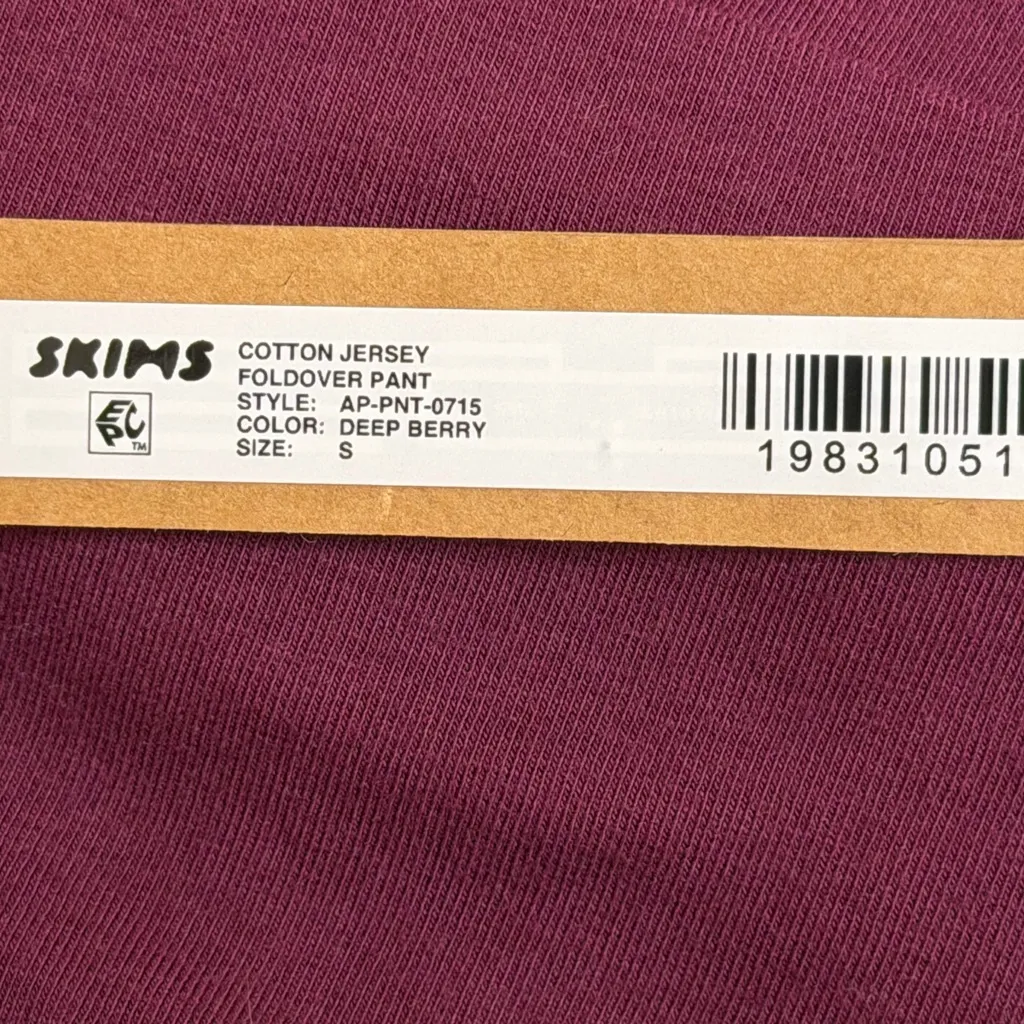 SKIMS
EPC TM
COTTON JERSEY
FOLDOVER PANT
STYLE: AP-PNT-0715
COLOR: DEEP BERRY
SIZE: S
19831051